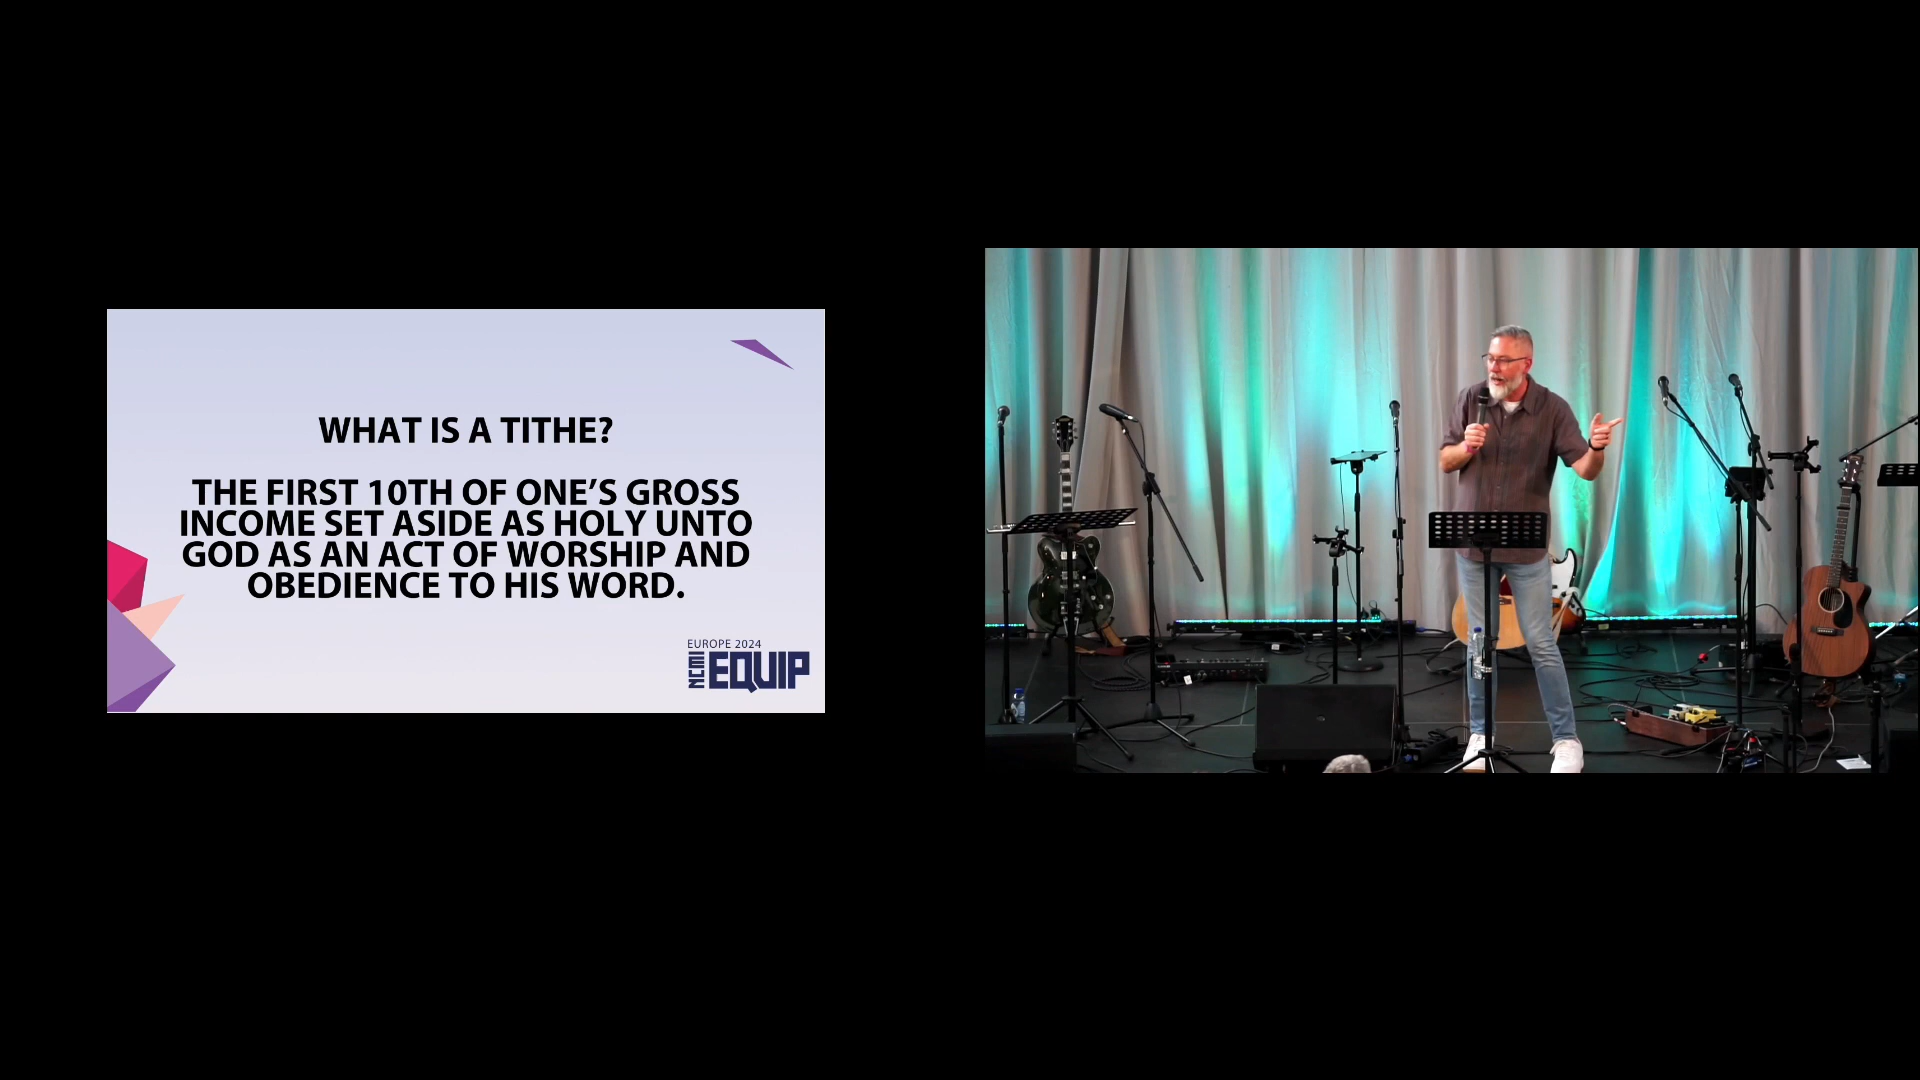 WHAT IS A TITHE?
THE FIRST 10TH OF ONE’S GROSS
INCOME SET ASIDE AS HOLY UNTO
GOD AS AN ACT OF WORSHIP AND
OBEDIENCE TO HIS WORD.
EUROPE 2024
NCMI
EQUIP